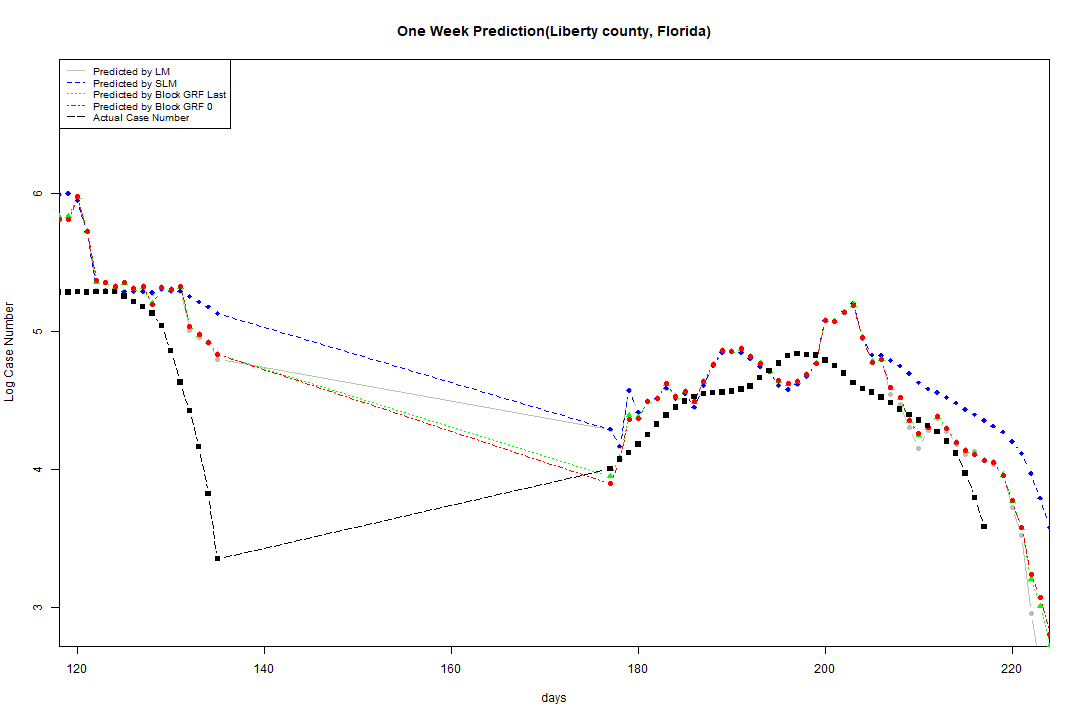 One Week Prediction(Liberty county, Florida)
Predicted by LM
Predicted by SLM
Predicted by Block GRF Last
Predicted by Block GRF 0
Actual Case Number
6
5
4
3
Log Case Number
120 140 160 180 200 220
days